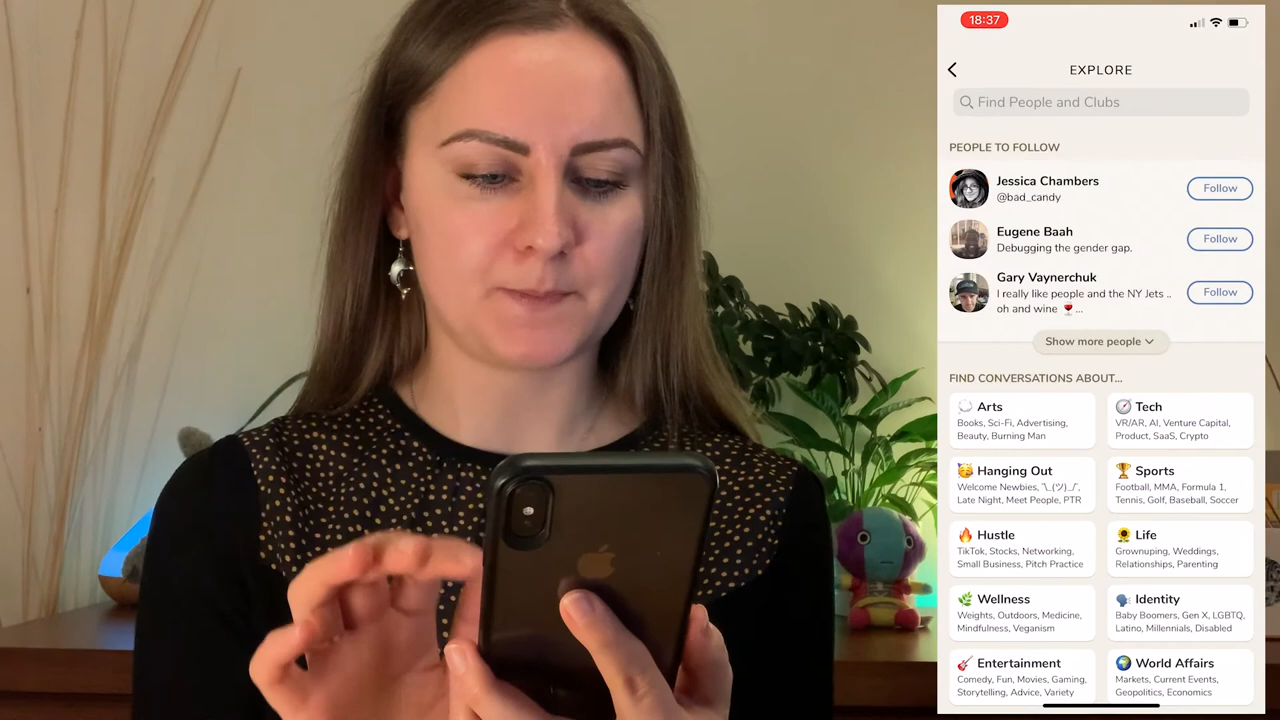 18:37
EXPLORE
Find People and Clubs
PEOPLE TO FOLLOW
Jessica Chambers
@bad_candy
Follow
Eugene Baah
Debugging the gender gap.
Follow
Gary Vaynerchuk
I really like people and the NY Jets ..
oh and wine 🍷...
Follow
Show more people
FIND CONVERSATIONS ABOUT...
💭 Arts
Books, Sci-Fi, Advertising,
Beauty, Burning Man
🧭 Tech
VR/AR, AI, Venture Capital,
Product, SaaS, Crypto
🥳 Hanging Out
Welcome Newbies, ¯\_(ツ)_/¯,
Late Night, Meet People, PTR
🏆 Sports
Football, MMA, Formula 1,
Tennis, Golf, Baseball, Soccer
🔥 Hustle
TikTok, Stocks, Networking,
Small Business, Pitch Practice
🌻 Life
Grownuping, Weddings,
Relationships, Parenting
🌿 Wellness
Weights, Outdoors, Medicine,
Mindfulness, Veganism
🗣️ Identity
Baby Boomers, Gen X, LGBTQ,
Latino, Millennials, Disabled
🎸 Entertainment
Comedy, Fun, Movies, Gaming,
Storytelling, Advice, Variety
🌍 World Affairs
Markets, Current Events,
Geopolitics, Economics